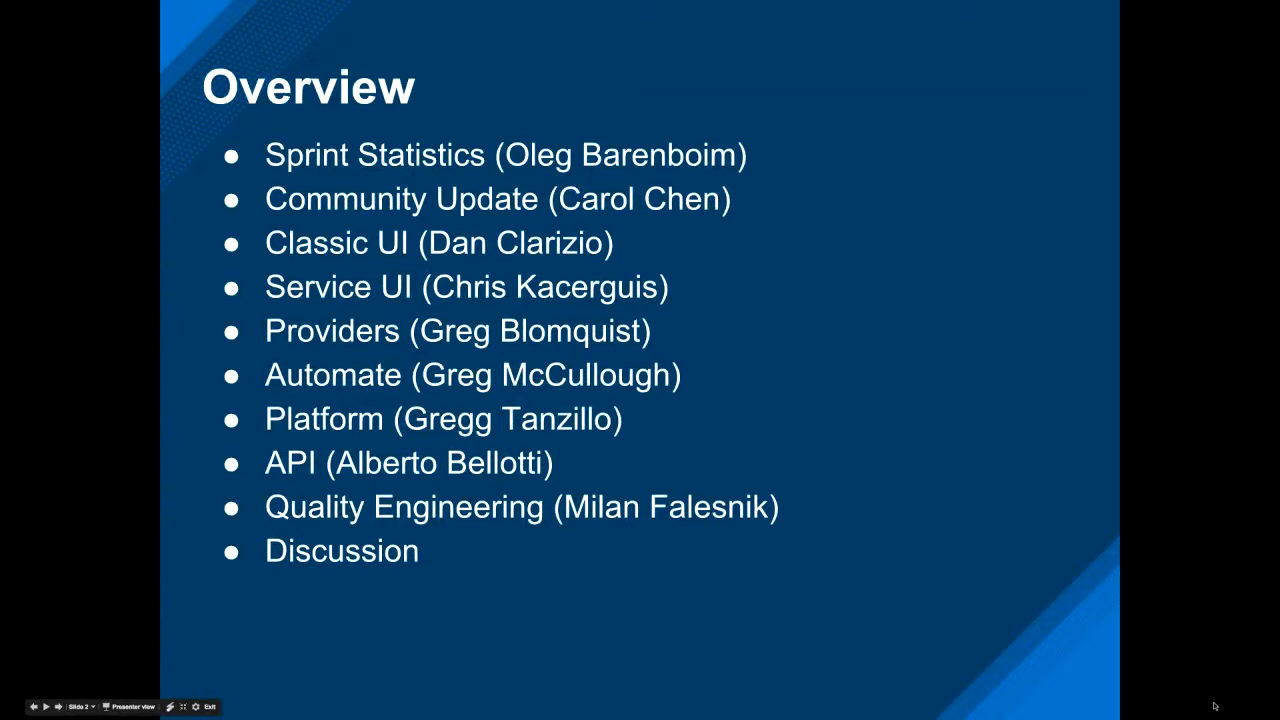 Overview
● Sprint Statistics (Oleg Barenboim)
● Community Update (Carol Chen)
● Classic UI (Dan Clarizio)
● Service UI (Chris Kacerguis)
● Providers (Greg Blomquist)
● Automate (Greg McCullough)
● Platform (Gregg Tanzillo)
● API (Alberto Bellotti)
● Quality Engineering (Milan Falesnik)
● Discussion
Slide 2 Presenter view Exit